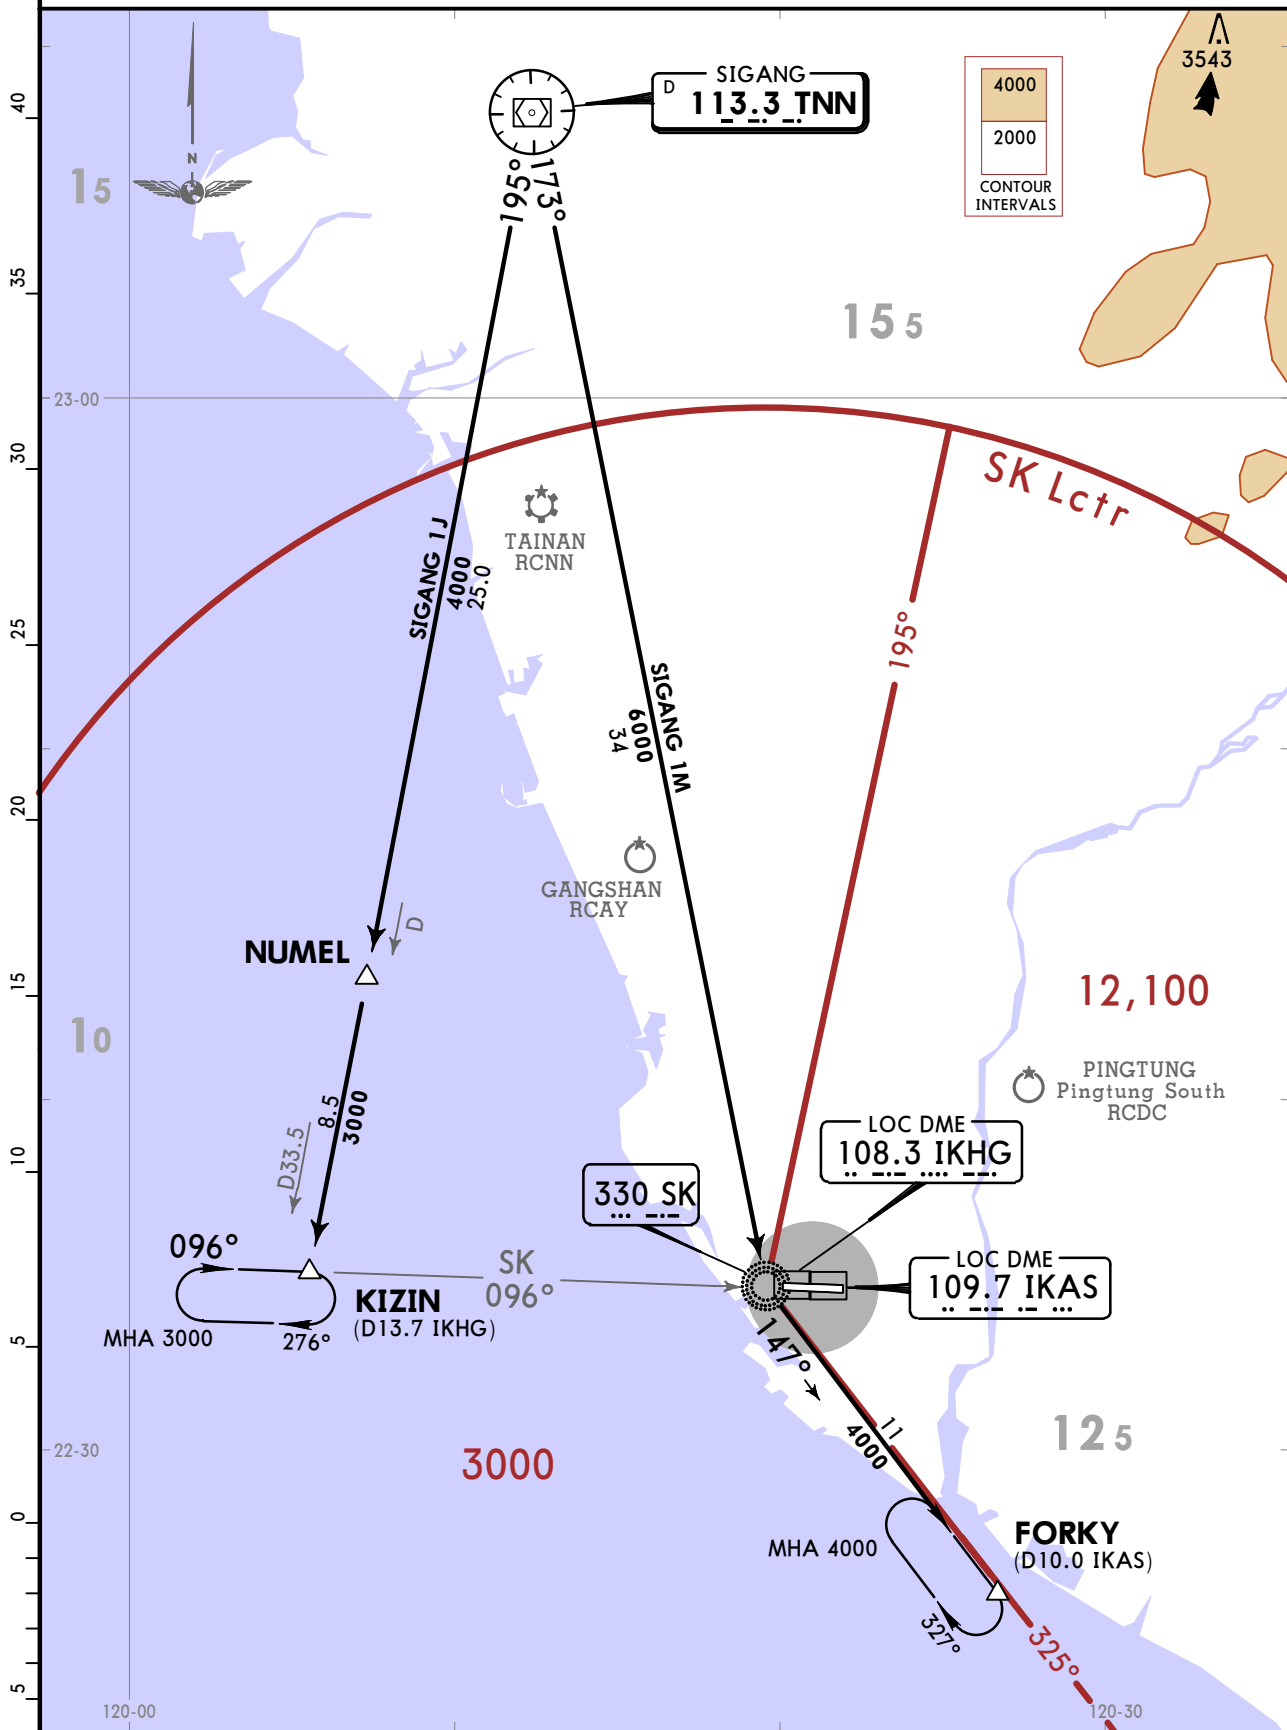 3543
4000
2000
CONTOUR
INTERVALS
SIGANG
D
113.3 TNN
N
15
195°
173°
155
23-00
SK Lctr
TAINAN
RCNN
SIGANG 1J
4000
25.0
195°
SIGANG 1M
6000
34
GANGSHAN
RCAY
D
NUMEL
12,100
10
PINGTUNG
Pingtung South
RCDC
8.5
3000
D33.5
LOC DME
108.3 IKHG
330 SK
096°
SK
096°
LOC DME
109.7 IKAS
KIZIN
(D13.7 IKHG)
MHA 3000
276°
147°
11
4000
125
22-30
3000
FORKY
(D10.0 IKAS)
MHA 4000
327°
325°
120-00
120-30
40
35
30
25
20
15
10
5
0
5